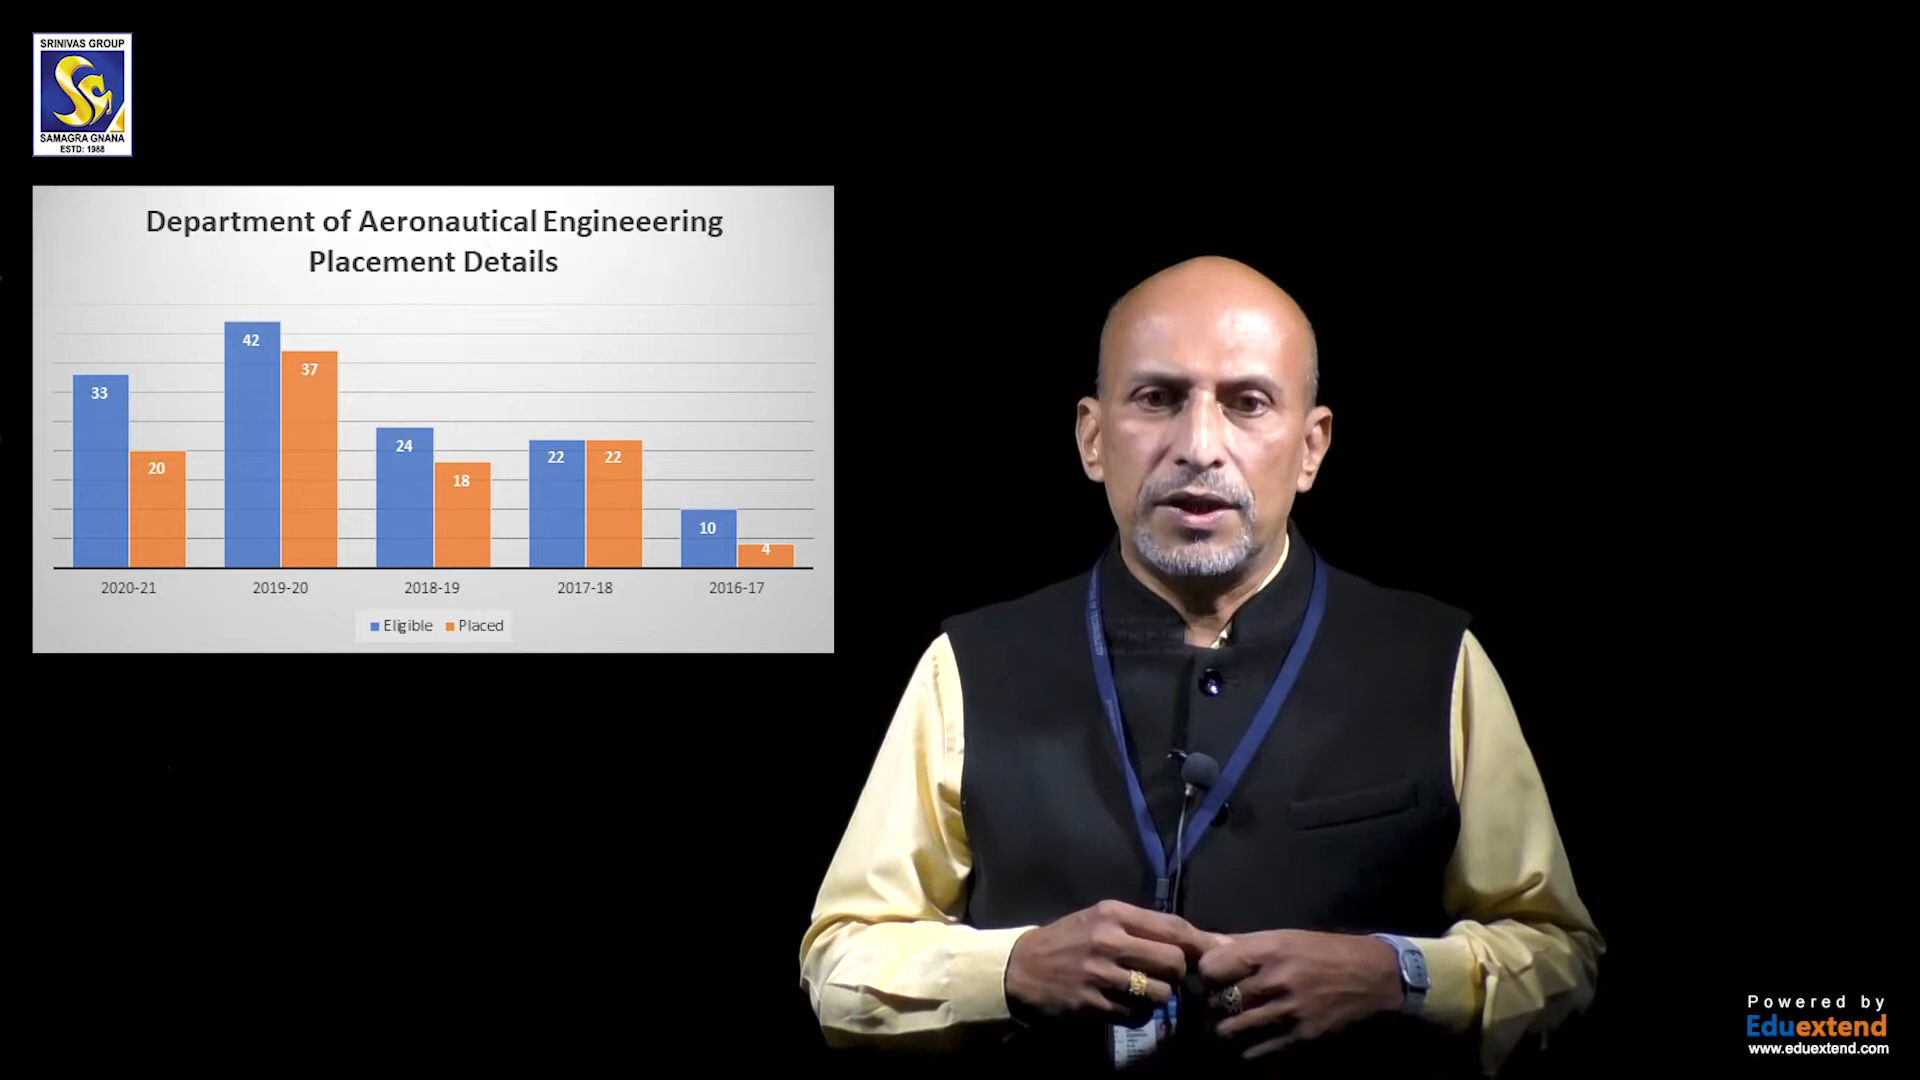 SRINIVAS GROUP
SAMAGRA GNANA
ESTD: 1988
Department of Aeronautical Engineeering
Placement Details
33
20
42
37
24
18
22
22
10
4
2020-21
2019-20
2018-19
2017-18
2016-17
Eligible
Placed
Powered by
Eduextend
www.eduextend.com